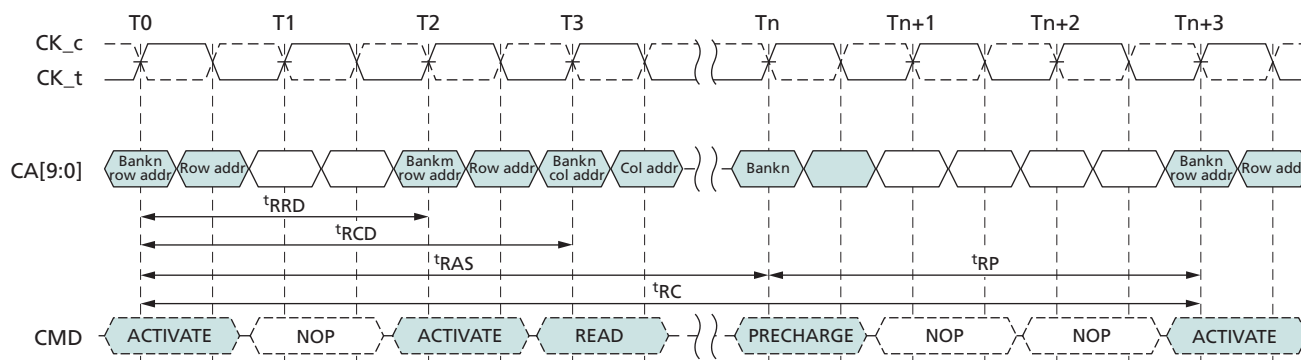 T0 T1 T2 T3 Tn Tn+1 Tn+2 Tn+3
CK_c
CK_t
CA[9:0]
Bankn
row addr
Row addr
Bankm
row addr
Row addr
Bankn
col addr
Col addr
Bankn
Bankn
row addr
Row addr
tRRD
tRCD
tRAS tRP
tRC
CMD ACTIVATE NOP ACTIVATE READ PRECHARGE NOP NOP ACTIVATE